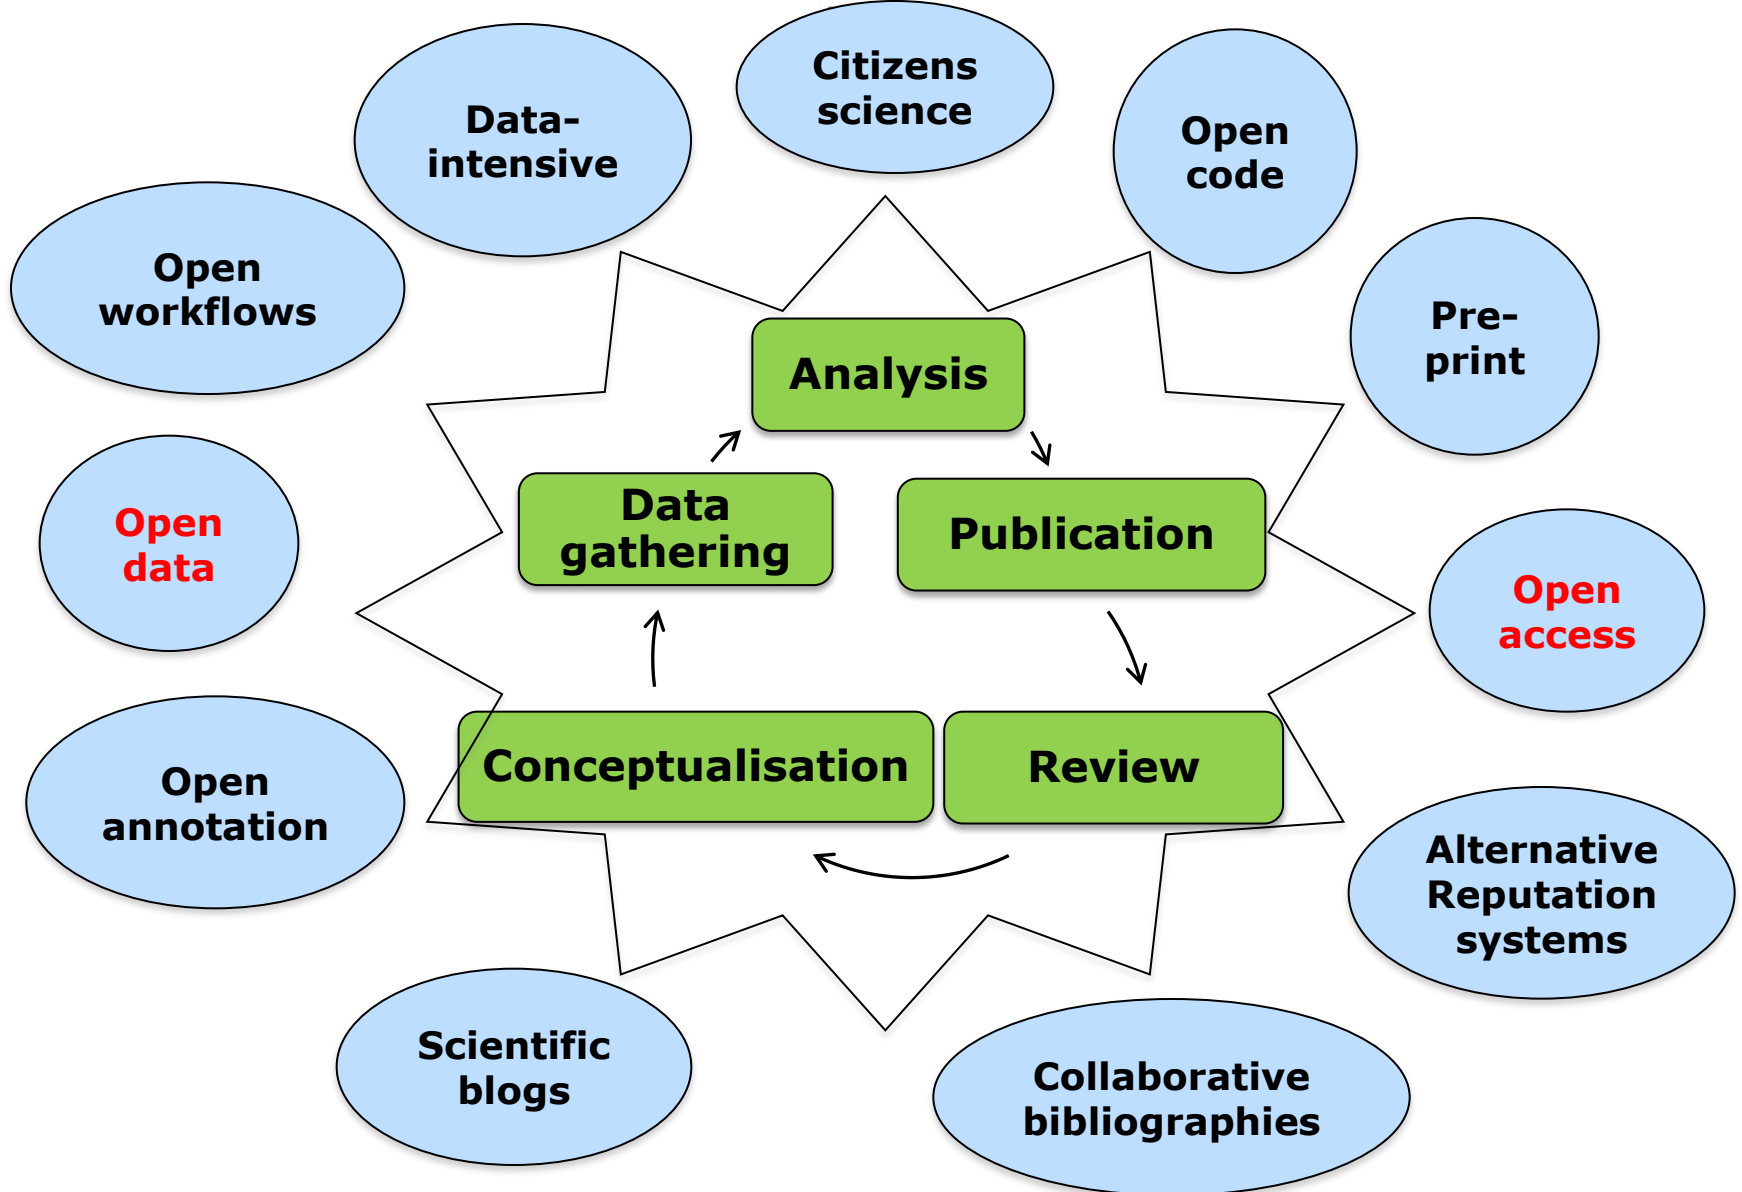 Citizens
science
Data-
intensive
Open
code
Open
workflows
Pre-
print
Analysis
Data
gathering
Publication
Open
data
Open
access
Conceptualisation
Review
Open
annotation
Alternative
Reputation
systems
Scientific
blogs
Collaborative
bibliographies